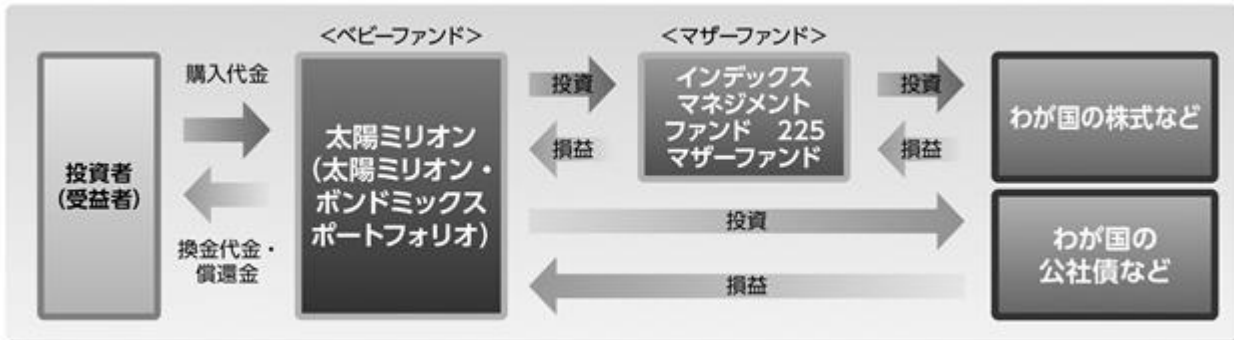 <ベビーファンド>
<マザーファンド>
購入代金
投資者
(受益者)
換金代金・
償還金
太陽ミリオン
(太陽ミリオン・
ボンドミックス
ポートフォリオ)
投資
損益
インデックス
マネジメント
ファンド 225
マザーファンド
投資
損益
わが国の株式など
投資
損益
わが国の
公社債など